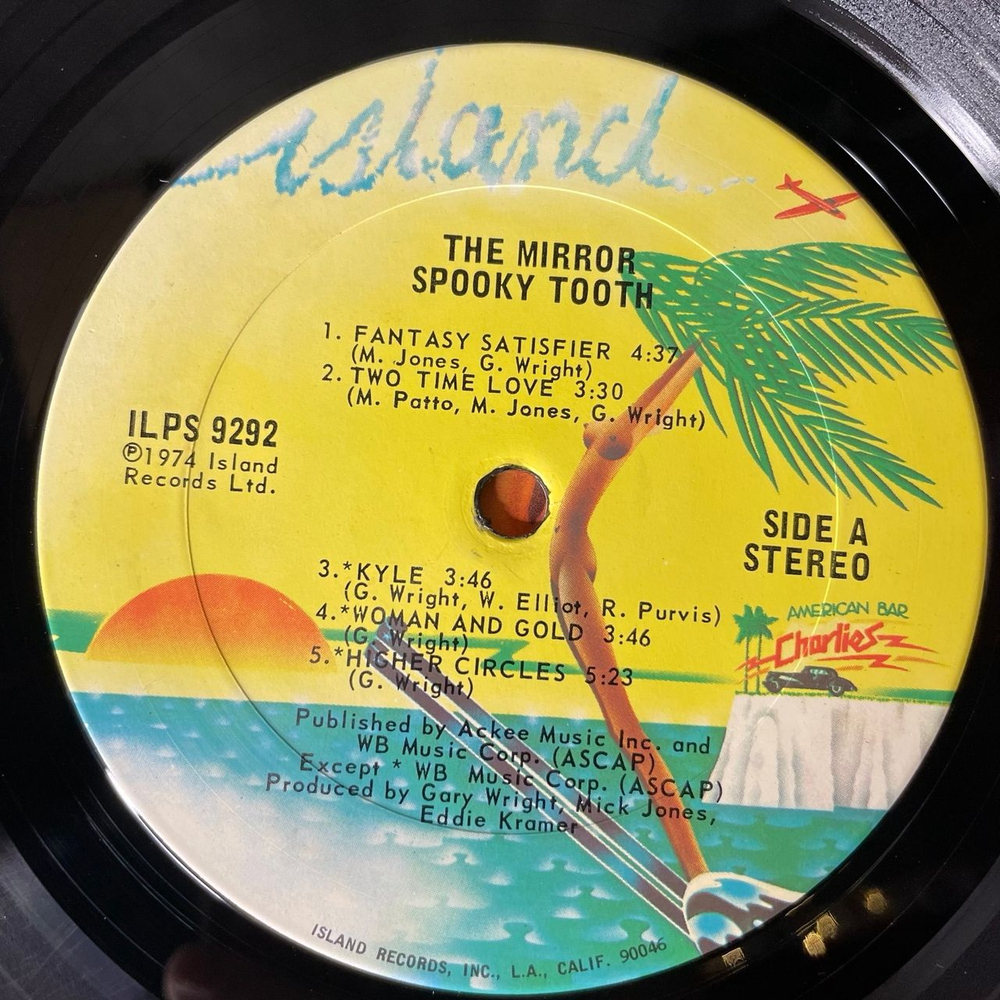 island
THE MIRROR
SPOOKY TOOTH
1. FANTASY SATISFIER 4:37
(M. Jones, G. Wright)
2. TWO TIME LOVE 3:30
(M. Patto, M. Jones, G. Wright)
ILPS 9292
℗1974 Island
Records Ltd.
SIDE A
STEREO
3.*KYLE 3:46
(G. Wright, W. Elliot, R. Purvis)
4.*WOMAN AND GOLD 3:46
(G. Wright)
5.*HIGHER CIRCLES 5:23
(G. Wright)
AMERICAN BAR
Charlies
Published by Ackee Music Inc. and
WB Music Corp. (ASCAP)
Except * WB Music Corp. (ASCAP)
Produced by Gary Wright, Mick Jones,
Eddie Kramer
ISLAND RECORDS, INC., L.A., CALIF. 90046